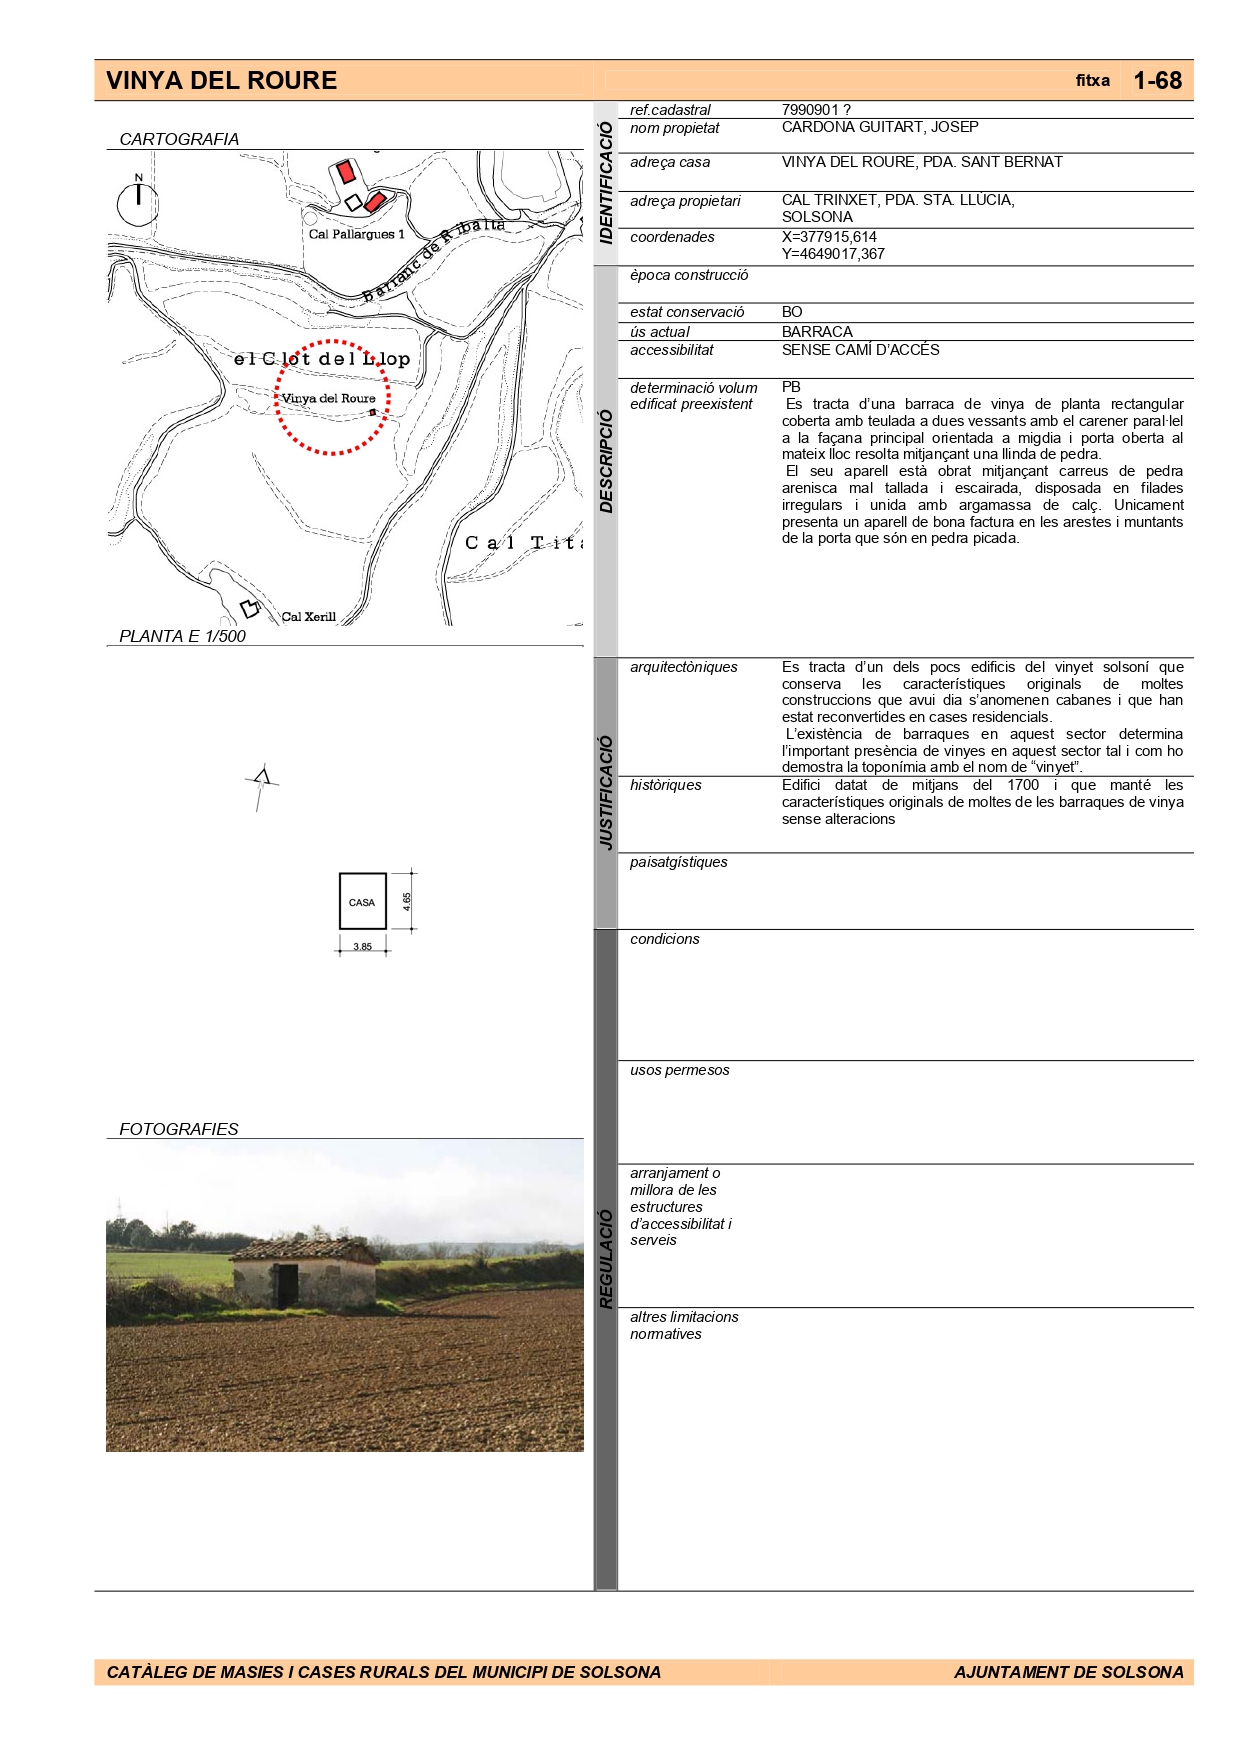 VINYA DEL ROURE
fitxa 1-68
CARTOGRAFIA
N
Cal Pallargues 1
Barranc de Ribalta
el Clot del Llop
Vinya del Roure
Cal Tita
Cal Xerill
PLANTA E 1/500
N
CASA
4.65
3.85
FOTOGRAFIES
IDENTIFICACIÓ
ref.cadastral 7990901 ?
nom propietat CARDONA GUITART, JOSEP
adreça casa VINYA DEL ROURE, PDA. SANT BERNAT
adreça propietari CAL TRINXET, PDA. STA. LLÚCIA,
SOLSONA
coordenades X=377915,614
Y=4649017,367
DESCRIPCIÓ
època construcció
estat conservació BO
ús actual BARRACA
accessibilitat SENSE CAMÍ D’ACCÉS
determinació volum PB
edificat preexistent Es tracta d’una barraca de vinya de planta rectangular
coberta amb teulada a dues vessants amb el carener paral·lel
a la façana principal orientada a migdia i porta oberta al
mateix lloc resolta mitjançant una llinda de pedra.
El seu aparell està obrat mitjançant carreus de pedra
arenisca mal tallada i escairada, disposada en filades
irregulars i unida amb argamassa de calç. Unicament
presenta un aparell de bona factura en les arestes i muntants
de la porta que són en pedra picada.
JUSTIFICACIÓ
arquitectòniques Es tracta d’un dels pocs edificis del vinyet solsoní que
conserva les característiques originals de moltes
construccions que avui dia s’anomenen cabanes i que han
estat reconvertides en cases residencials.
L’existència de barraques en aquest sector determina
l’important presència de vinyes en aquest sector tal i com ho
demostra la toponímia amb el nom de “vinyet”.
històriques Edifici datat de mitjans del 1700 i que manté les
característiques originals de moltes de les barraques de vinya
sense alteracions
paisatgístiques
REGULACIÓ
condicions
usos permesos
arranjament o
millora de les
estructures
d’accessibilitat i
serveis
altres limitacions
normatives
CATÀLEG DE MASIES I CASES RURALS DEL MUNICIPI DE SOLSONA AJUNTAMENT DE SOLSONA